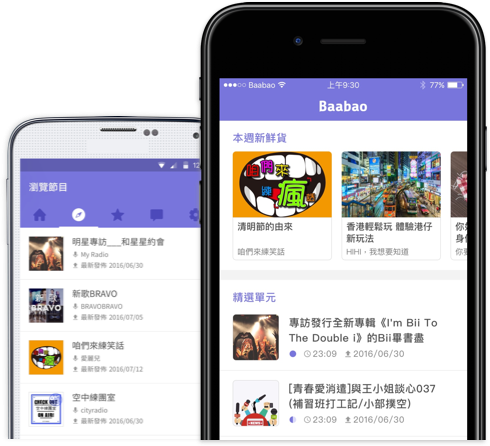 12
瀏覽節目
明星專訪___和星星約會
My Radio
最新發佈 2016/06/30
新歌BRAVO
BRAVOBRAVO
最新發佈 2016/07/05
咱們來練笑話
愛麗兒
最新發佈 2016/07/12
空中練團室
cityradio
最新發佈 2016/06/30
Baabao
上午9:30
77%
Baabao
本週新鮮貨
咱們來
瘋
清明節的由來
咱們來練笑話
香港輕鬆玩 體驗港仔
新玩法
HIHI，我想要知道
你
身
你
精選單元
專訪發行全新專輯《I'm Bii To
The Double i》的Bii畢書盡
23:09
2016/06/30
[青春愛消遣]與王小姐談心037
(補習班打工記/小部撲空)
23:09
2016/06/30